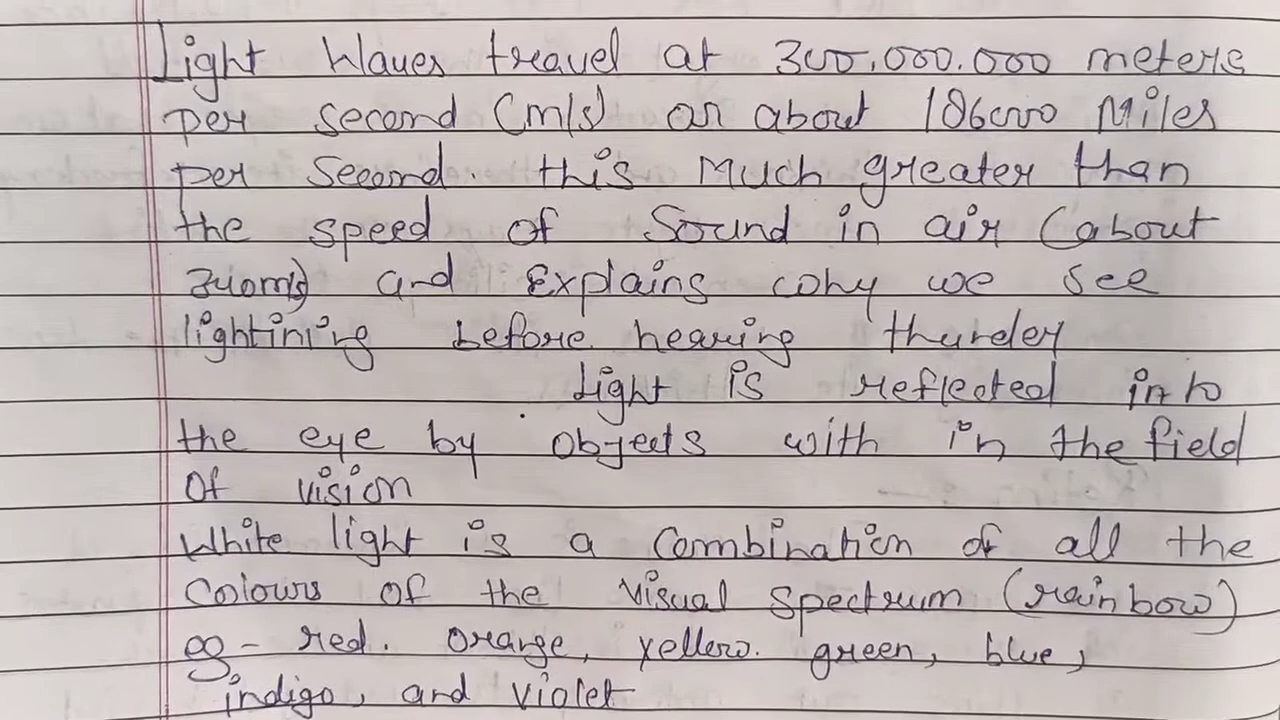 Light Waves travel at 300.000.000 meters
per second (m/s) or about 186000 Miles
per Second. this Much greater than
the speed of Sound in air (about
340m/s) and Explains why we see
lightining before hearing thunder
Light is reflected into
the eye by objects with in the field
of vision
White light is a Combination of all the
Colours of the Visual Spectrum (rainbow)
eg- red. orange, yellow. green, blue,
indigo, and violet